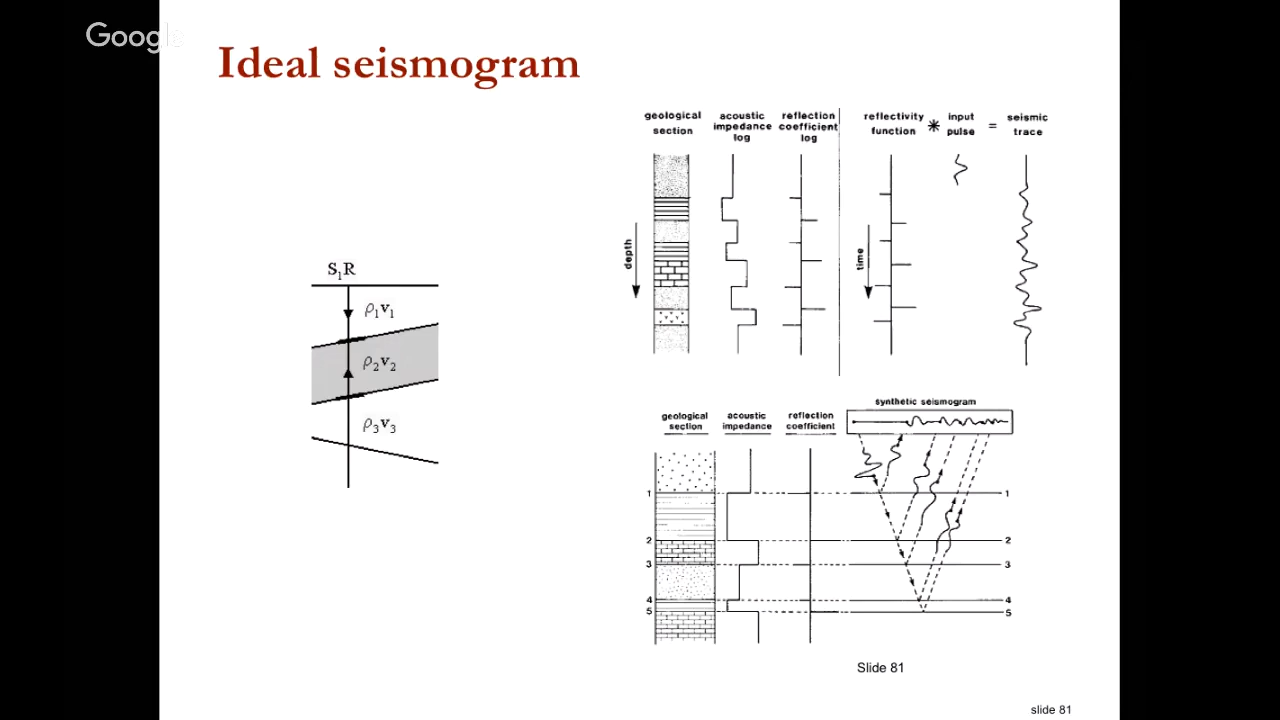 Google
Ideal seismogram
geological section
acoustic impedance log
reflection coefficient log
reflectivity function * input pulse = seismic trace
depth
time
S₁R
ρ₁v₁
ρ₂v₂
ρ₃v₃
synthetic seismogram
geological section
acoustic impedance
reflection coefficient
1 1
2 2
3 3
4 4
5 5
Slide 81
slide 81